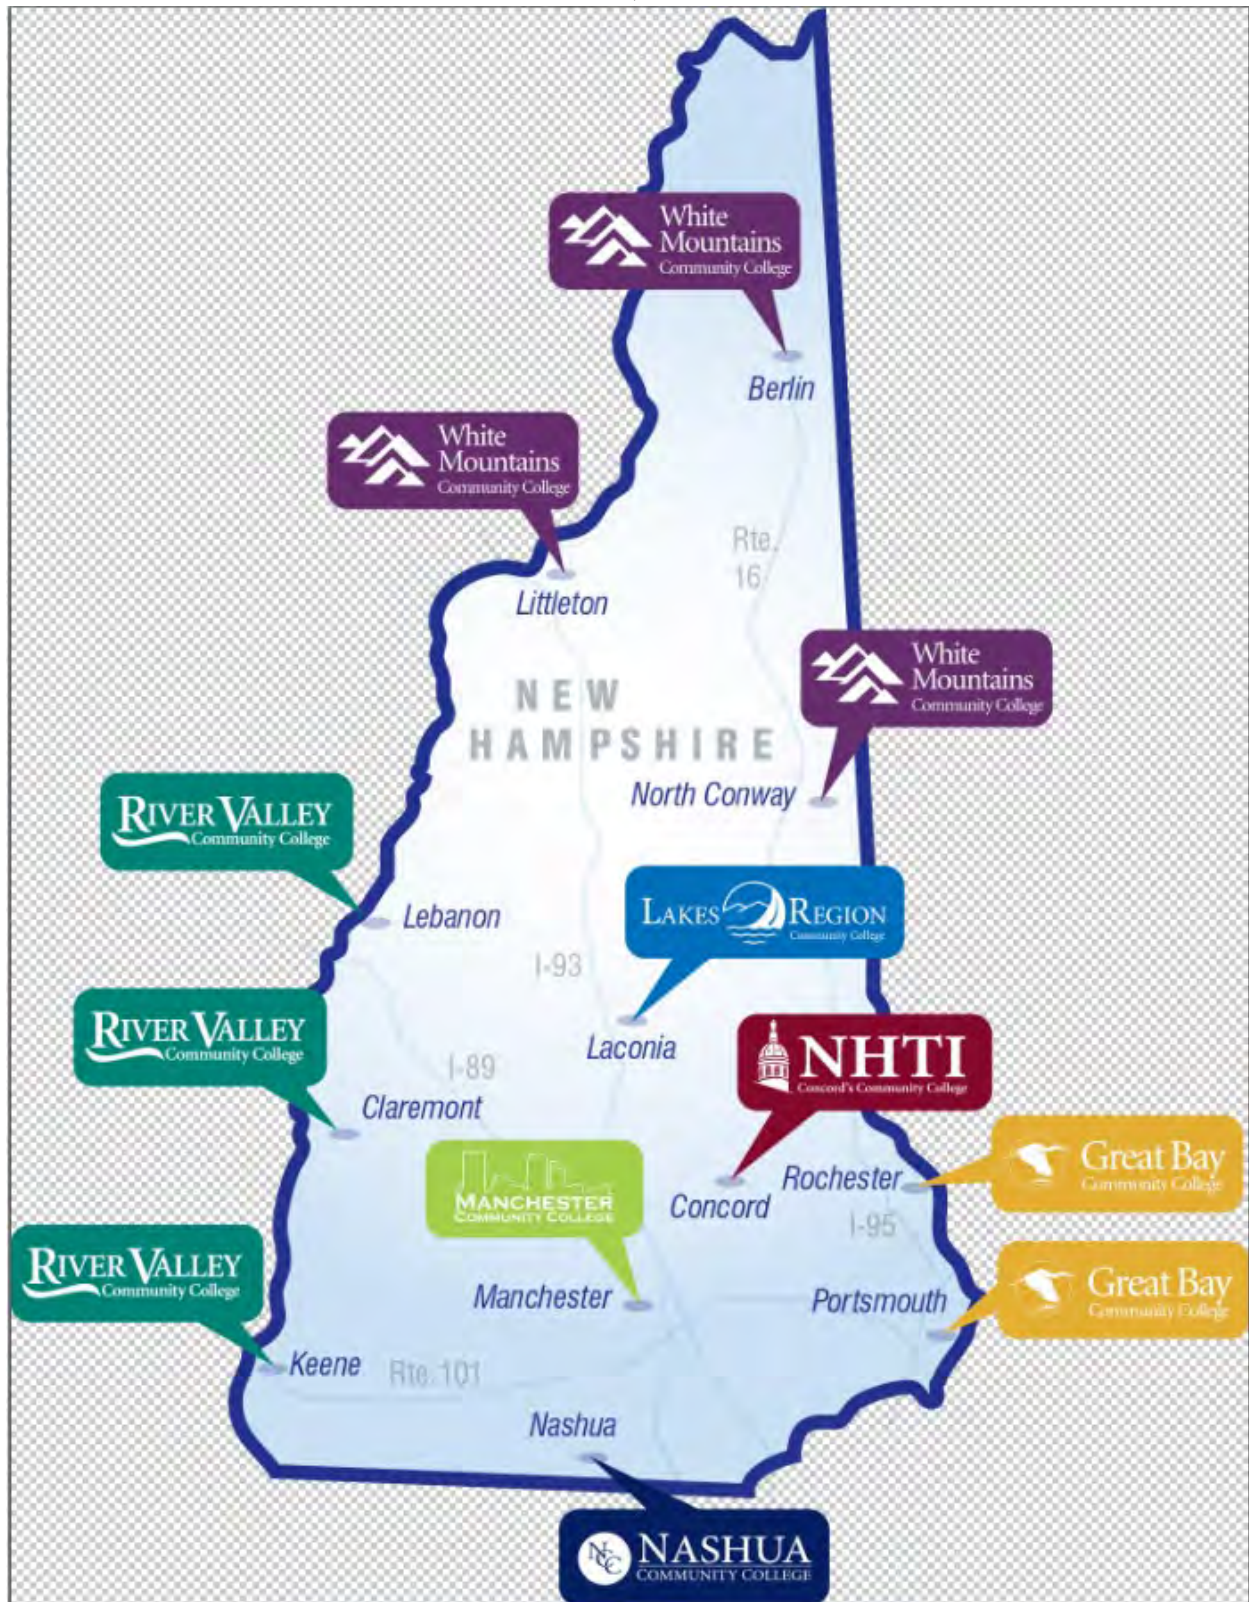 White
Mountains
Community College
Berlin
White
Mountains
Community College
Rte.
16
Littleton
White
Mountains
Community College
NEW
HAMPSHIRE
North Conway
RIVER VALLEY
Community College
LAKES REGION
Community College
Lebanon
I-93
RIVER VALLEY
Community College
Laconia
NHTI
Concord's Community College
I-89
Claremont
MANCHESTER
COMMUNITY COLLEGE
Concord
Rochester
Great Bay
Community College
I-95
RIVER VALLEY
Community College
Manchester
Portsmouth
Great Bay
Community College
Keene
Rte. 101
Nashua
NCC
NASHUA
COMMUNITY COLLEGE